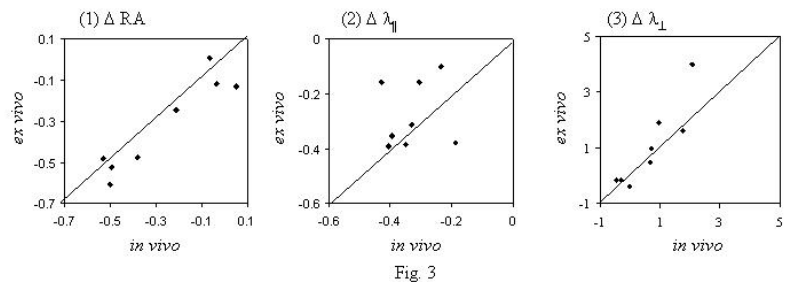 (1) Δ RA (2) Δ λ∥ (3) Δ λ⊥
0.1 0 5
-0.1 -0.2 3
-0.3 -0.4 1
-0.5 -0.6 -1
-0.7
ex vivo ex vivo ex vivo
-0.7 -0.5 -0.3 -0.1 0.1 -0.6 -0.4 -0.2 0 -1 1 3 5
in vivo in vivo in vivo
Fig. 3